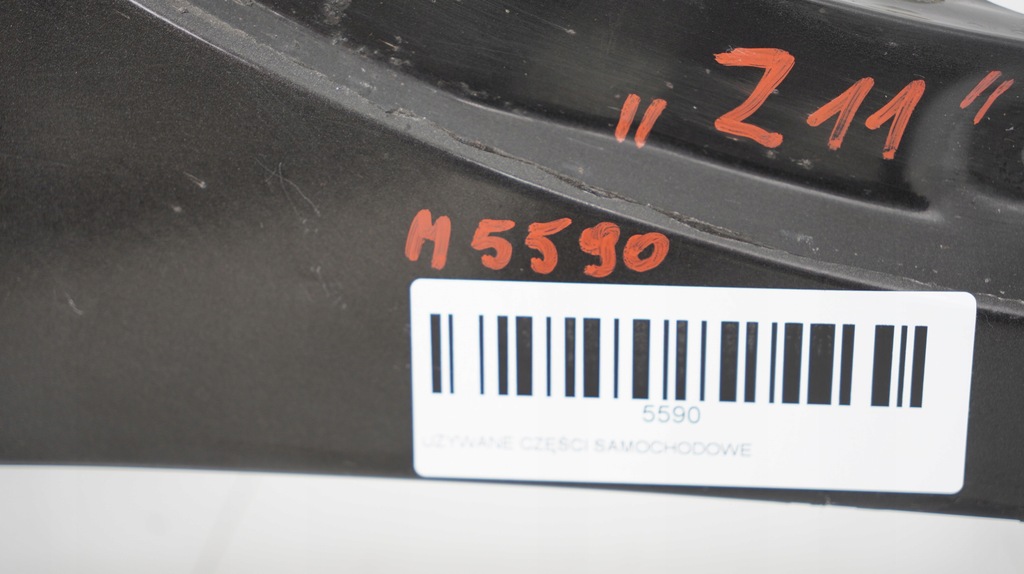 " Z11 "
M5590
5590
UŻYWANE CZĘŚCI SAMOCHODOWE